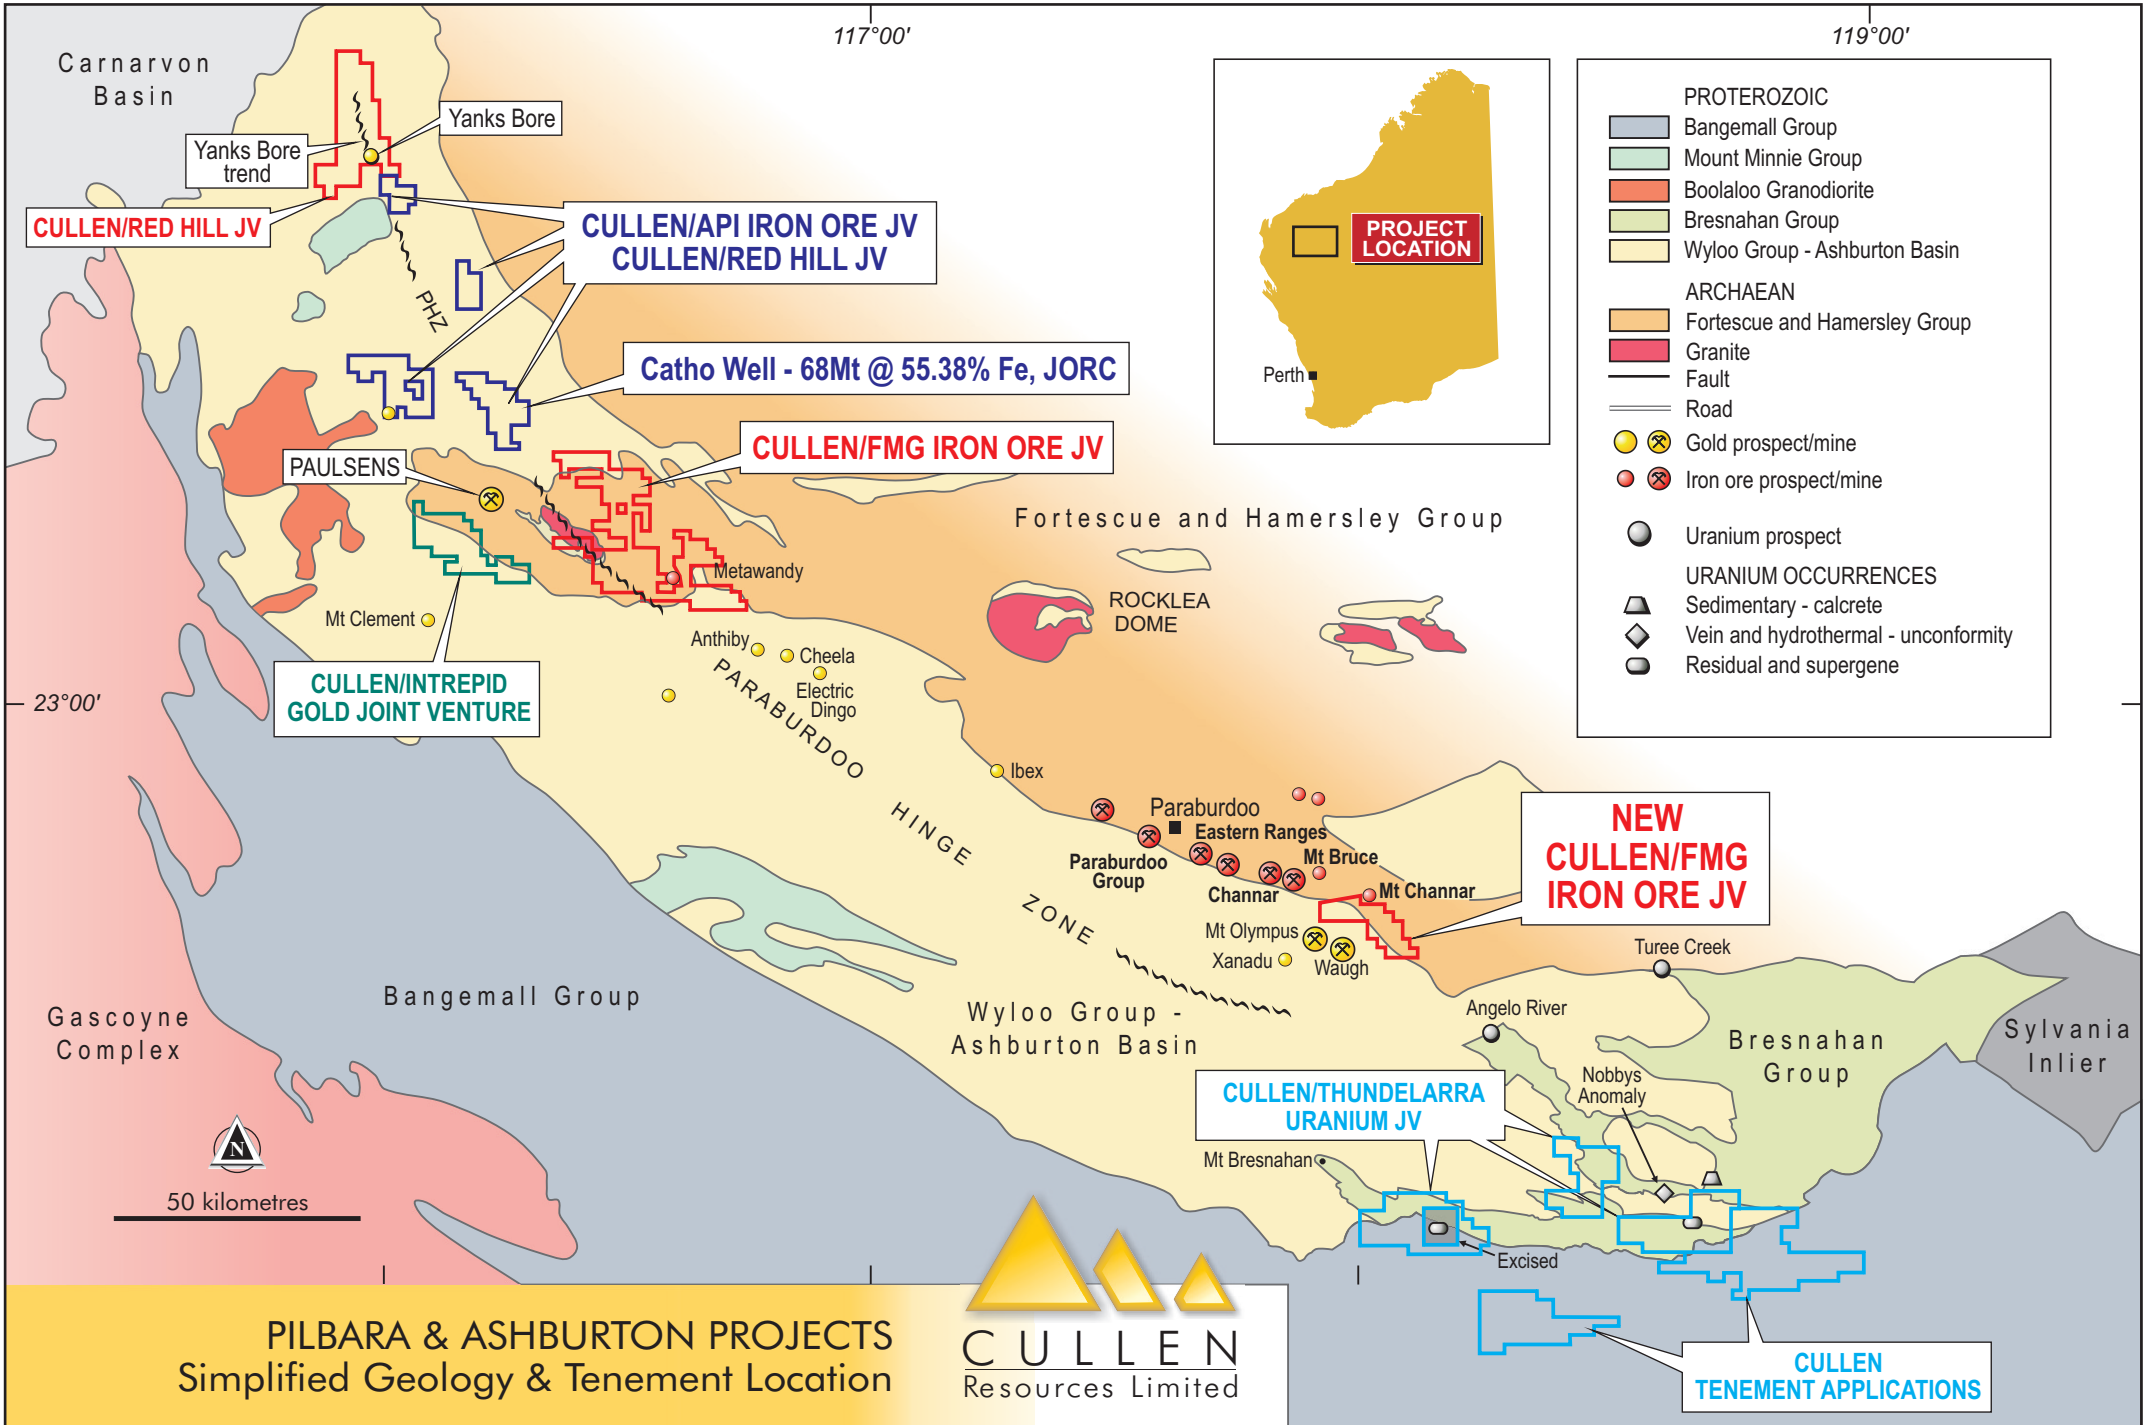 117°00'
119°00'
Carnarvon
Basin
Yanks Bore
Yanks Bore
trend
CULLEN/RED HILL JV
CULLEN/API IRON ORE JV
CULLEN/RED HILL JV
PHZ
Catho Well - 68Mt @ 55.38% Fe, JORC
CULLEN/FMG IRON ORE JV
PAULSENS
Metawandy
Mt Clement
CULLEN/INTREPID
GOLD JOINT VENTURE
23°00'
Anthiby
Cheela
Electric
Dingo
PARABURDOO HINGE ZONE
Fortescue and Hamersley Group
ROCKLEA
DOME
PROJECT
LOCATION
Perth
PROTEROZOIC
Bangemall Group
Mount Minnie Group
Boolaloo Granodiorite
Bresnahan Group
Wyloo Group - Ashburton Basin
ARCHAEAN
Fortescue and Hamersley Group
Granite
Fault
Road
Gold prospect/mine
Iron ore prospect/mine
Uranium prospect
URANIUM OCCURRENCES
Sedimentary - calcrete
Vein and hydrothermal - unconformity
Residual and supergene
Ibex
Paraburdoo
Eastern Ranges
Paraburdoo
Group
Mt Bruce
Channar
Mt Channar
NEW
CULLEN/FMG
IRON ORE JV
Mt Olympus
Xanadu
Waugh
Turee Creek
Angelo River
Bangemall Group
Gascoyne
Complex
Wyloo Group -
Ashburton Basin
Bresnahan
Group
Sylvania
Inlier
Nobbys
Anomaly
CULLEN/THUNDELARRA
URANIUM JV
Mt Bresnahan
Excised
N
50 kilometres
CULLEN
TENEMENT APPLICATIONS
PILBARA & ASHBURTON PROJECTS
Simplified Geology & Tenement Location
CULLEN
Resources Limited